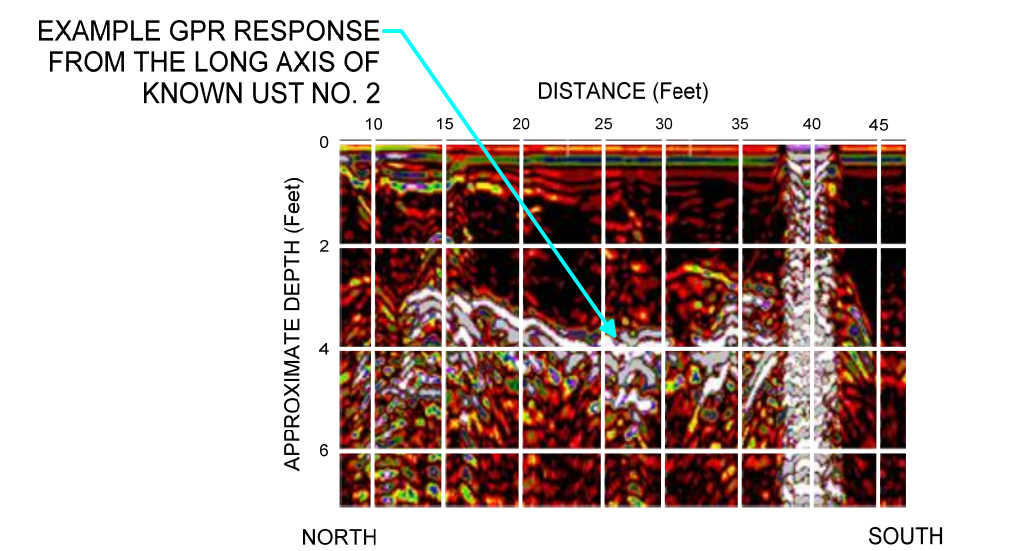 EXAMPLE GPR RESPONSE
FROM THE LONG AXIS OF
KNOWN UST NO. 2
DISTANCE (Feet)
10 15 20 25 30 35 40 45
APPROXIMATE DEPTH (Feet)
0
2
4
6
NORTH
SOUTH